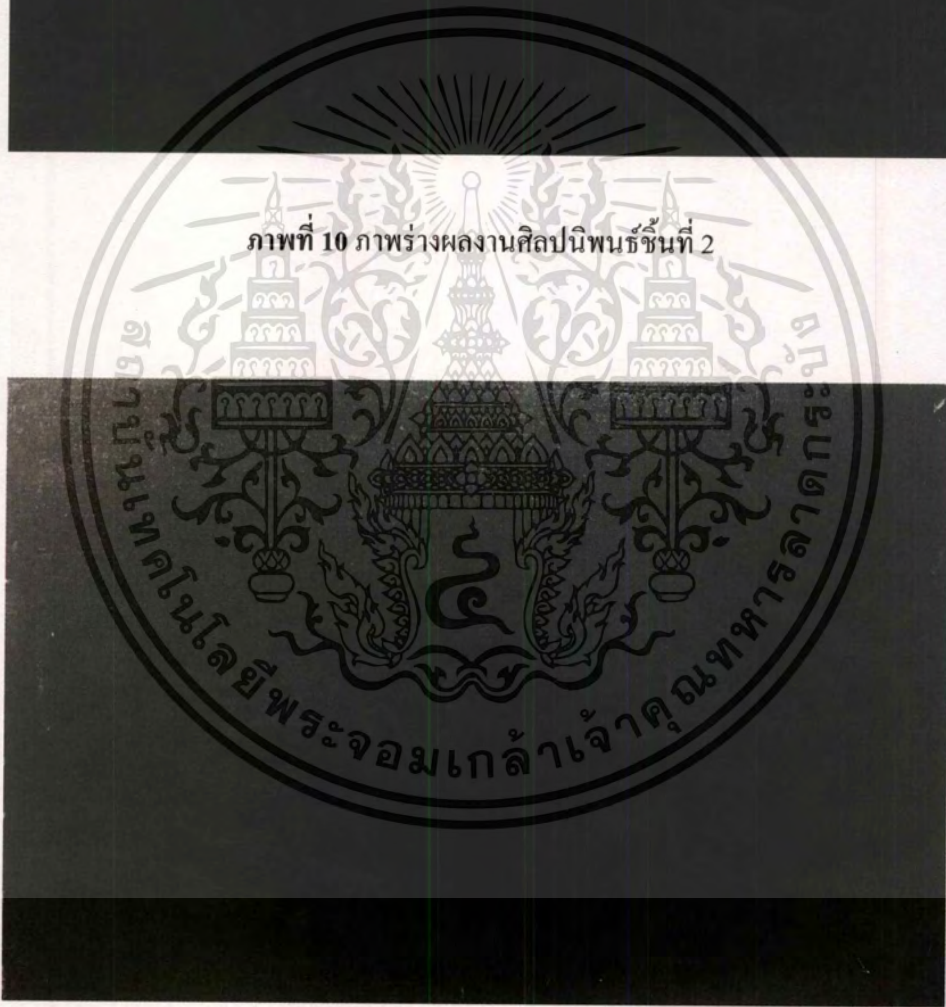 ภาพที่ 10 ภาพร่างผลงานศิลปนิพนธ์ชิ้นที่ 2
สถาบันเทคโนโลยีพระจอมเกล้าเจ้าคุณทหารลาดกระบัง
๔